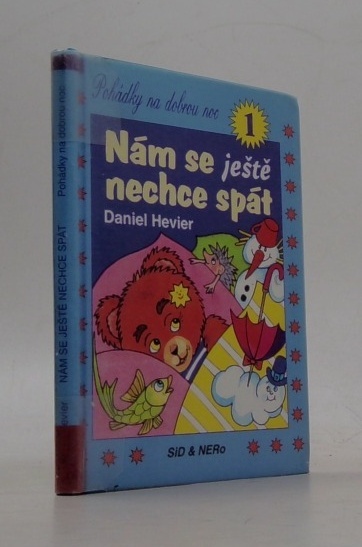 Pohádky na dobrou noc
1
Nám se ještě
nechce spát
Daniel Hevier
SID & NERo
Hevier NÁM SE JEŠTĚ NECHCE SPÁT Pohádky na dobrou noc